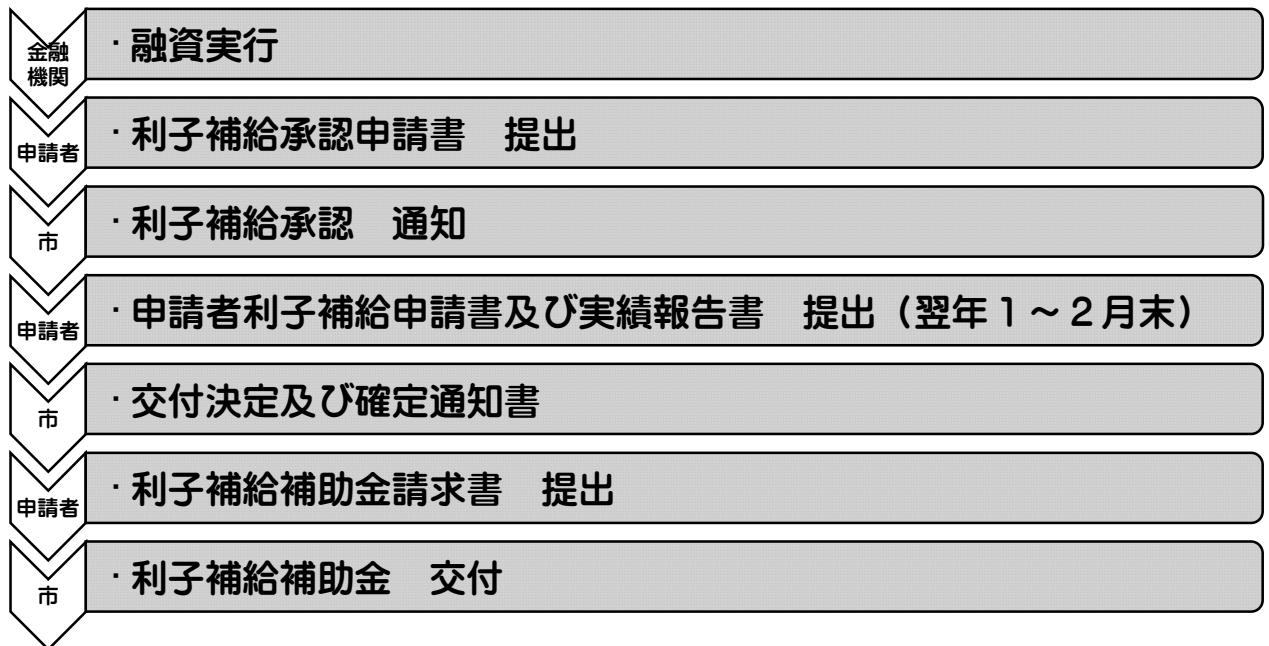 金融
機関
・融資実行
申請者
・利子補給承認申請書　提出
市
・利子補給承認　通知
申請者
・申請者利子補給申請書及び実績報告書　提出（翌年１～２月末）
市
・交付決定及び確定通知書
申請者
・利子補給補助金請求書　提出
市
・利子補給補助金　交付